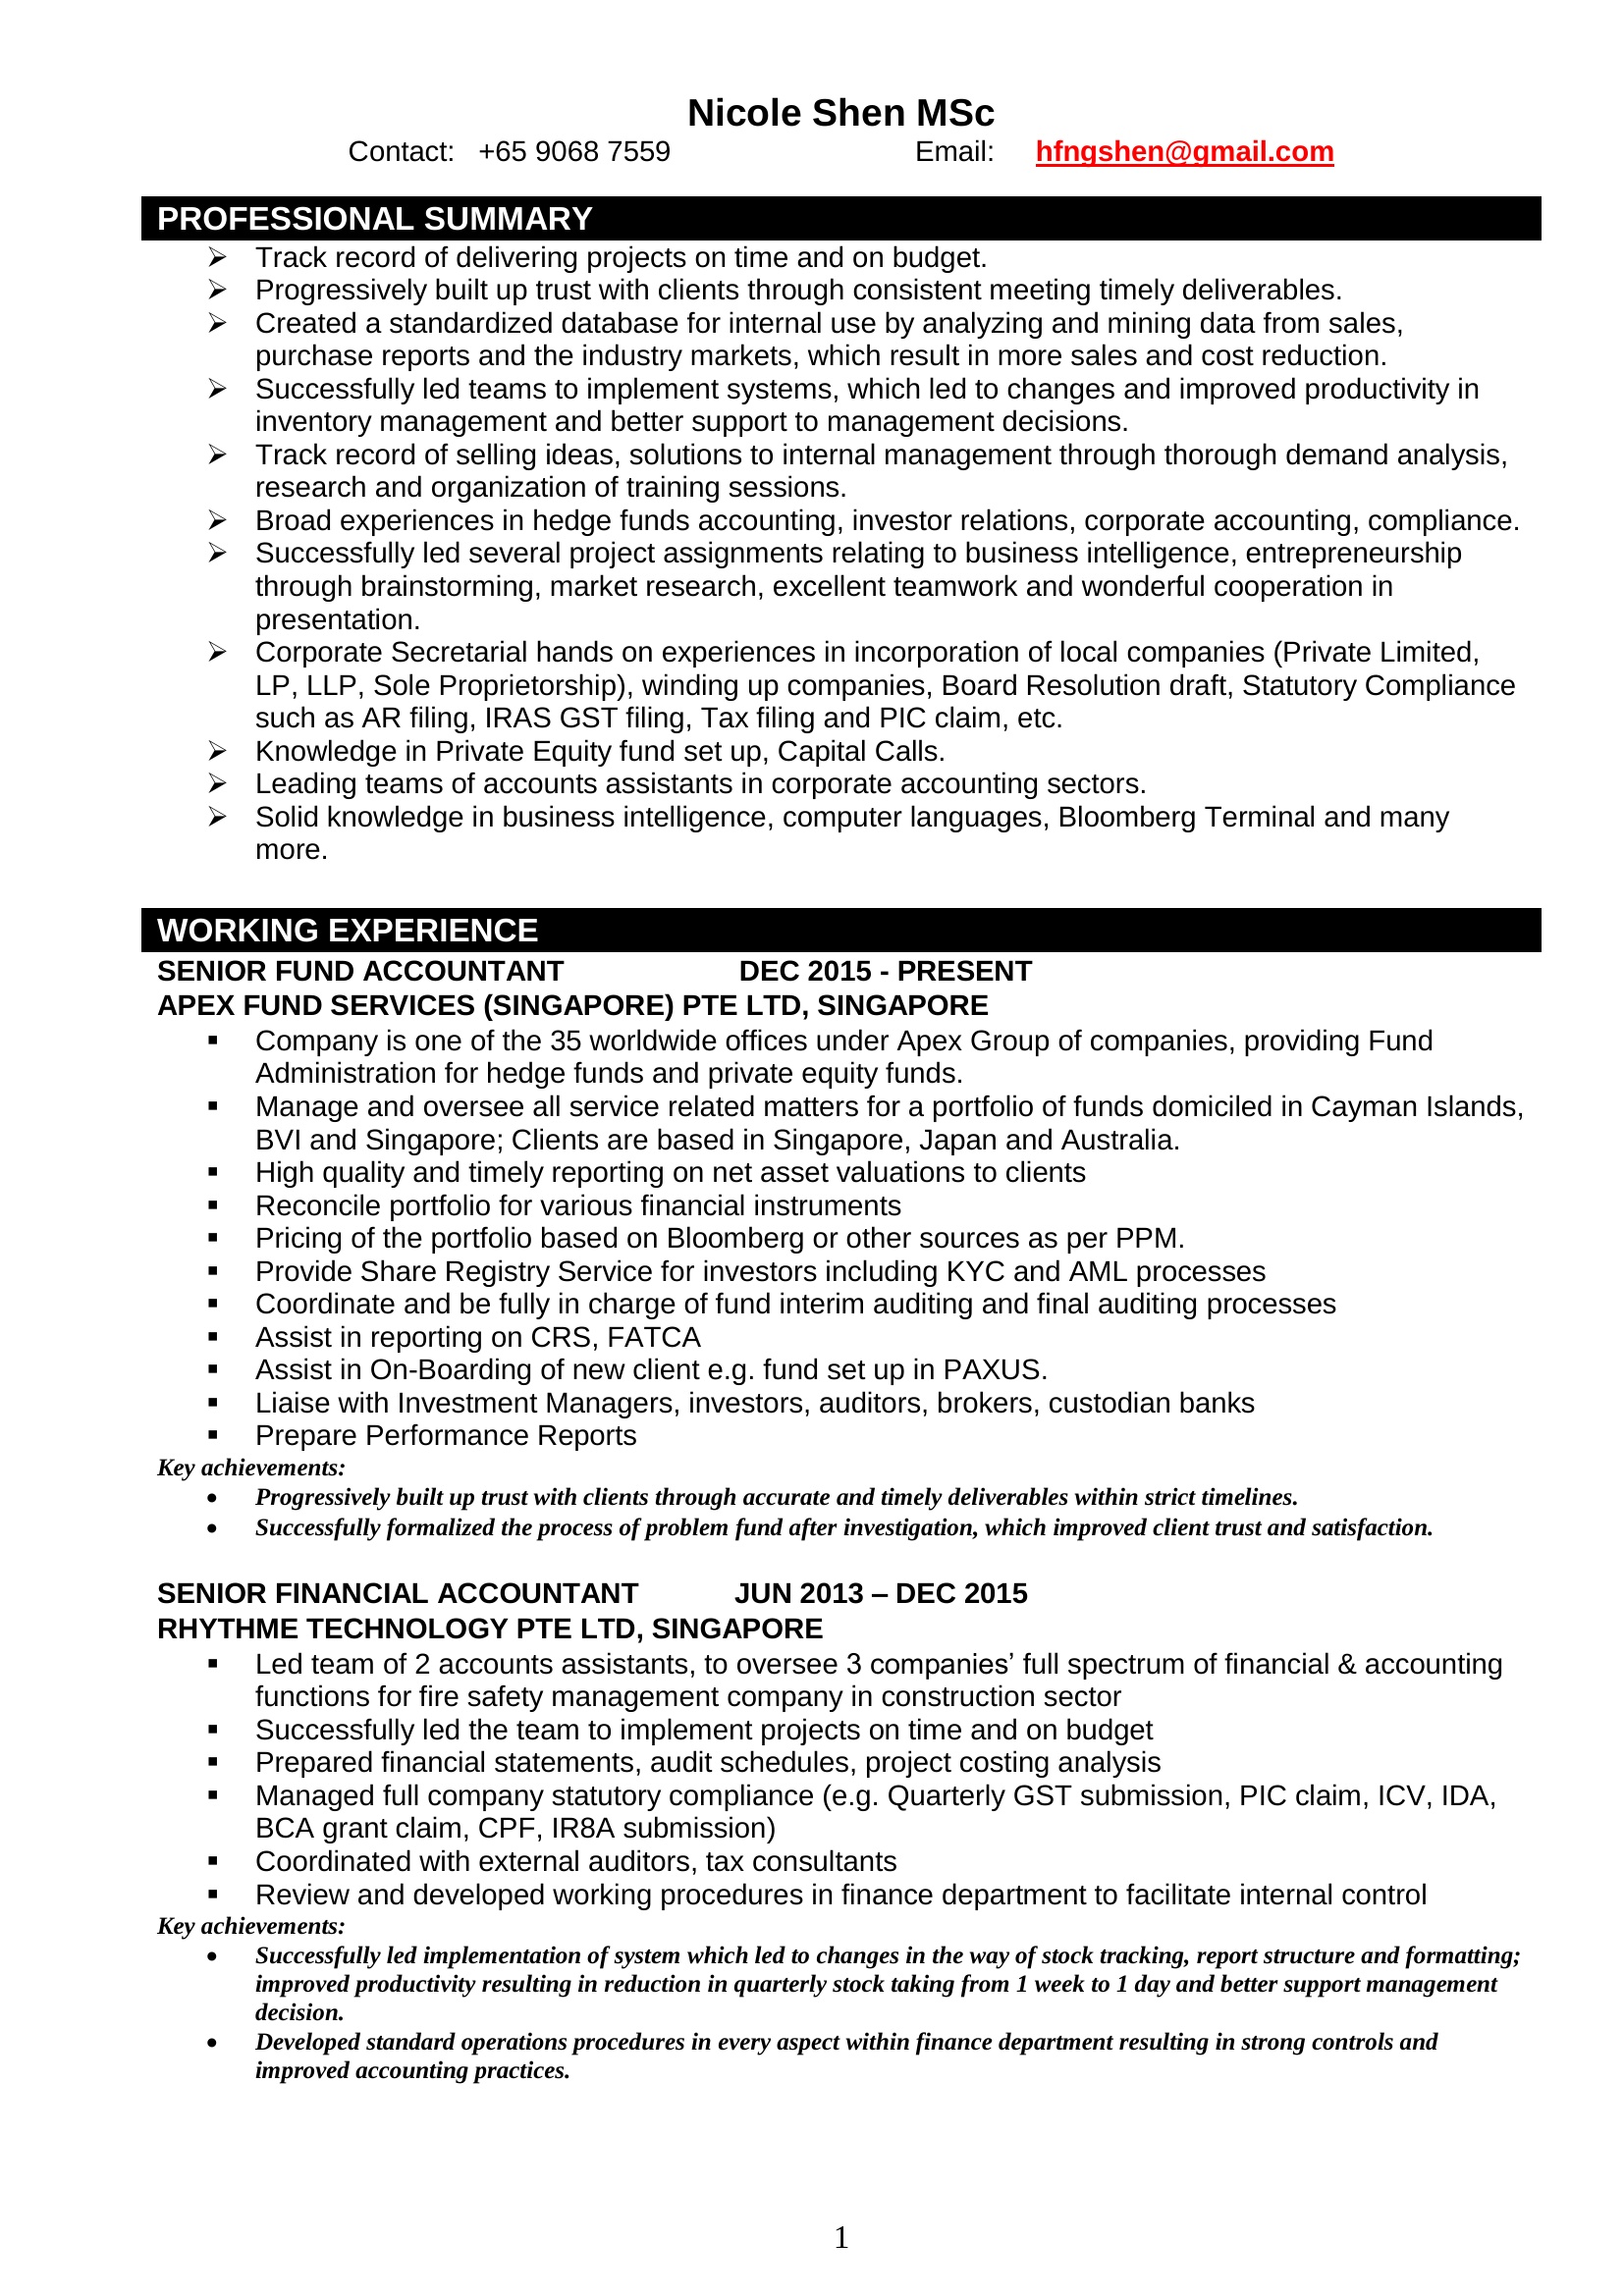 Nicole Shen MSc
Contact: +65 9068 7559 Email: hfngshen@gmail.com
PROFESSIONAL SUMMARY
➢ Track record of delivering projects on time and on budget.
➢ Progressively built up trust with clients through consistent meeting timely deliverables.
➢ Created a standardized database for internal use by analyzing and mining data from sales,
purchase reports and the industry markets, which result in more sales and cost reduction.
➢ Successfully led teams to implement systems, which led to changes and improved productivity in
inventory management and better support to management decisions.
➢ Track record of selling ideas, solutions to internal management through thorough demand analysis,
research and organization of training sessions.
➢ Broad experiences in hedge funds accounting, investor relations, corporate accounting, compliance.
➢ Successfully led several project assignments relating to business intelligence, entrepreneurship
through brainstorming, market research, excellent teamwork and wonderful cooperation in
presentation.
➢ Corporate Secretarial hands on experiences in incorporation of local companies (Private Limited,
LP, LLP, Sole Proprietorship), winding up companies, Board Resolution draft, Statutory Compliance
such as AR filing, IRAS GST filing, Tax filing and PIC claim, etc.
➢ Knowledge in Private Equity fund set up, Capital Calls.
➢ Leading teams of accounts assistants in corporate accounting sectors.
➢ Solid knowledge in business intelligence, computer languages, Bloomberg Terminal and many
more.
WORKING EXPERIENCE
SENIOR FUND ACCOUNTANT DEC 2015 - PRESENT
APEX FUND SERVICES (SINGAPORE) PTE LTD, SINGAPORE
▪ Company is one of the 35 worldwide offices under Apex Group of companies, providing Fund
Administration for hedge funds and private equity funds.
▪ Manage and oversee all service related matters for a portfolio of funds domiciled in Cayman Islands,
BVI and Singapore; Clients are based in Singapore, Japan and Australia.
▪ High quality and timely reporting on net asset valuations to clients
▪ Reconcile portfolio for various financial instruments
▪ Pricing of the portfolio based on Bloomberg or other sources as per PPM.
▪ Provide Share Registry Service for investors including KYC and AML processes
▪ Coordinate and be fully in charge of fund interim auditing and final auditing processes
▪ Assist in reporting on CRS, FATCA
▪ Assist in On-Boarding of new client e.g. fund set up in PAXUS.
▪ Liaise with Investment Managers, investors, auditors, brokers, custodian banks
▪ Prepare Performance Reports
Key achievements:
• Progressively built up trust with clients through accurate and timely deliverables within strict timelines.
• Successfully formalized the process of problem fund after investigation, which improved client trust and satisfaction.
SENIOR FINANCIAL ACCOUNTANT JUN 2013 – DEC 2015
RHYTHME TECHNOLOGY PTE LTD, SINGAPORE
▪ Led team of 2 accounts assistants, to oversee 3 companies’ full spectrum of financial & accounting
functions for fire safety management company in construction sector
▪ Successfully led the team to implement projects on time and on budget
▪ Prepared financial statements, audit schedules, project costing analysis
▪ Managed full company statutory compliance (e.g. Quarterly GST submission, PIC claim, ICV, IDA,
BCA grant claim, CPF, IR8A submission)
▪ Coordinated with external auditors, tax consultants
▪ Review and developed working procedures in finance department to facilitate internal control
Key achievements:
• Successfully led implementation of system which led to changes in the way of stock tracking, report structure and formatting;
improved productivity resulting in reduction in quarterly stock taking from 1 week to 1 day and better support management
decision.
• Developed standard operations procedures in every aspect within finance department resulting in strong controls and
improved accounting practices.
1